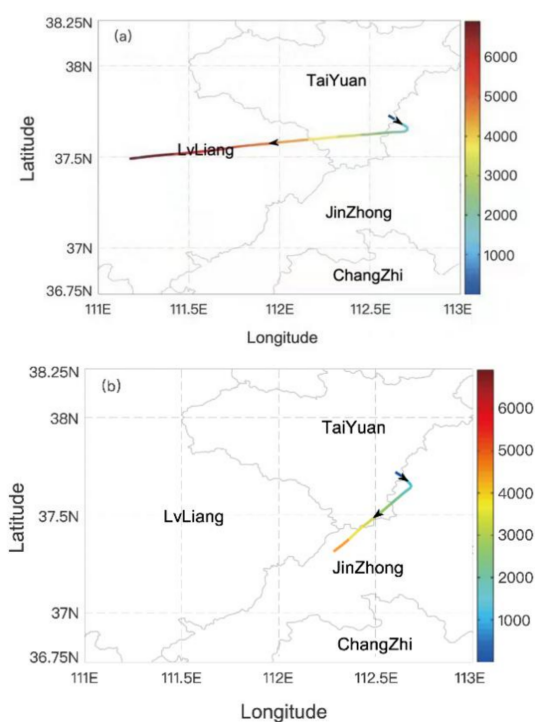 (a)
38.25N
38N
37.5N
37N
36.75N
Latitude
TaiYuan
LvLiang
JinZhong
ChangZhi
6000
5000
4000
3000
2000
1000
111E
111.5E
112E
112.5E
113E
Longitude
(b)
38.25N
38N
37.5N
37N
36.75N
Latitude
TaiYuan
LvLiang
JinZhong
ChangZhi
6000
5000
4000
3000
2000
1000
111E
111.5E
112E
112.5E
113E
Longitude